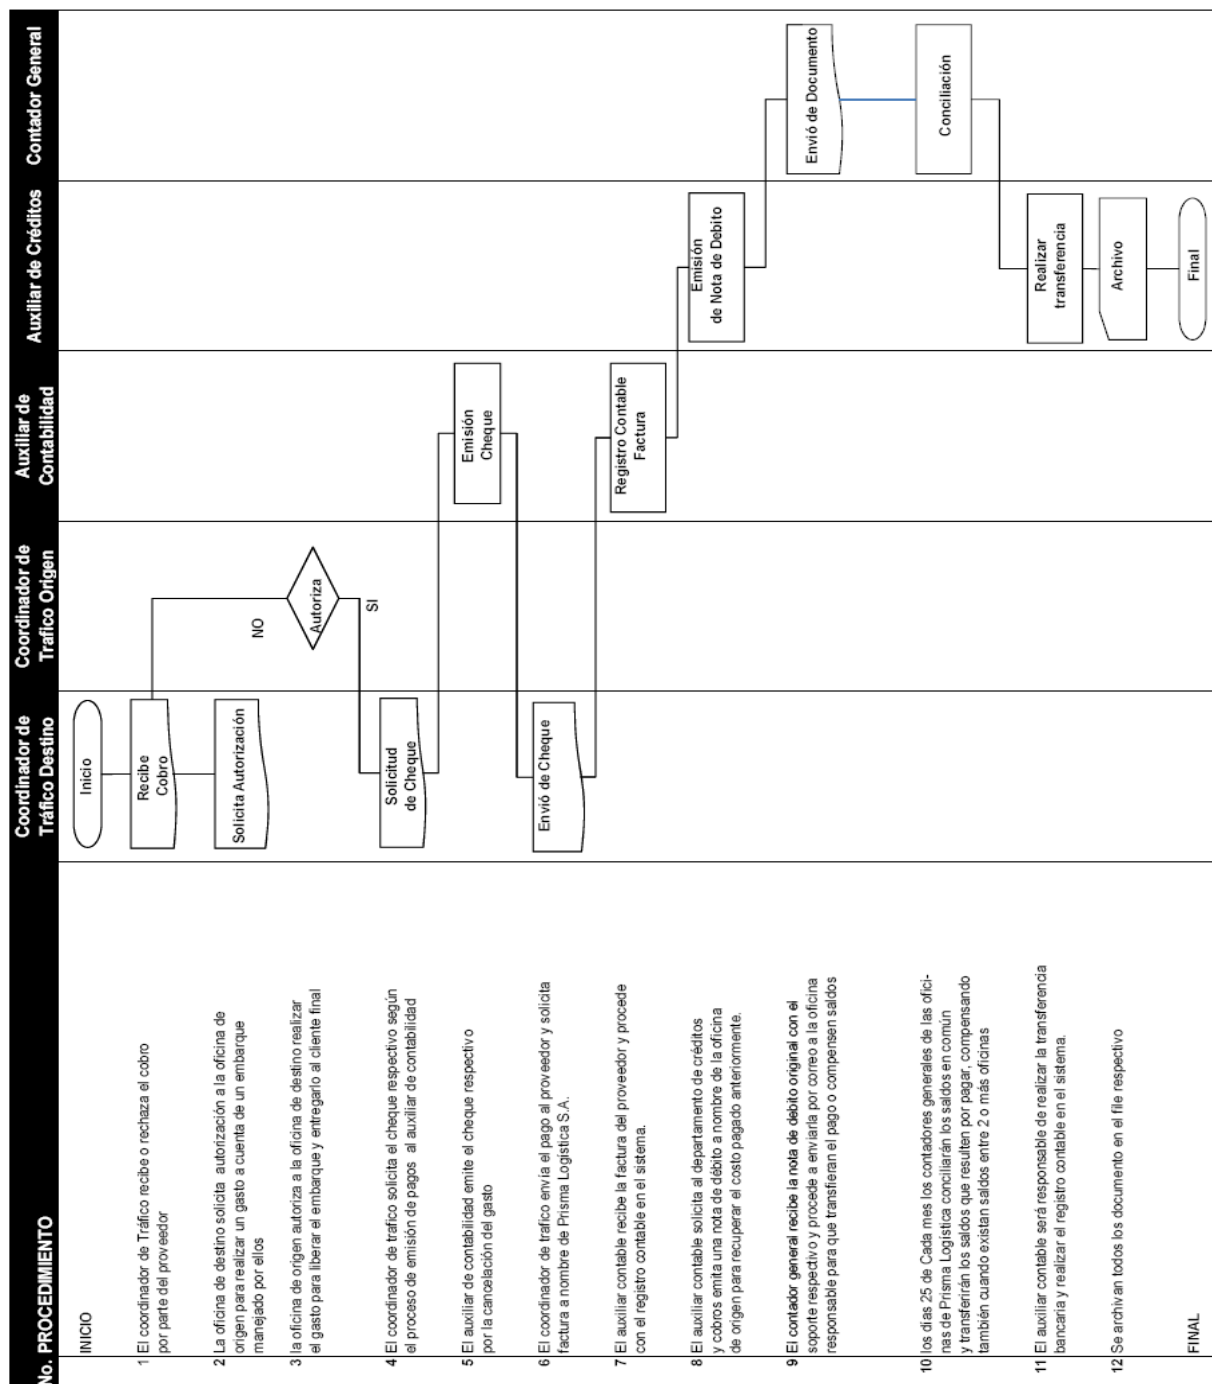 No. PROCEDIMIENTO
Coordinador de
Tráfico Destino
Coordinador de
Trafico Origen
Auxiliar de
Contabilidad
Auxiliar de Créditos
Contador General
INICIO
Inicio
1 El coordinador de Tráfico recibe o rechaza el cobro
por parte del proveedor
Recibe
Cobro
2 La oficina de destino solicita autorización a la oficina de
origen para realizar un gasto a cuenta de un embarque
manejado por ellos
Solicita Autorización
NO
3 la oficina de origen autoriza a la oficina de destino realizar
el gasto para liberar el embarque y entregarlo al cliente final
Autoriza
SI
4 El coordinador de trafico solicita el cheque respectivo según
el proceso de emisión de pagos al auxiliar de contabilidad
Solicitud
de Cheque
5 El auxiliar de contabilidad emite el cheque respectivo
por la cancelación del gasto
Emisión
Cheque
6 El coordinador de trafico envía el pago al proveedor y solicita
factura a nombre de Prisma Logística S.A.
Envió de Cheque
7 El auxiliar contable recibe la factura del proveedor y procede
con el registro contable en el sistema.
Registro Contable
Factura
8 El auxiliar contable solicita al departamento de créditos
y cobros emita una nota de débito a nombre de la oficina
de origen para recuperar el costo pagado anteriormente.
Emisión
de Nota de Debito
9 El contador general recibe la nota de debito original con el
soporte respectivo y procede a enviarla por correo a la oficina
responsable para que transfieran el pago o compensen saldos
Envió de Documento
10 los días 25 de Cada mes los contadores generales de las ofici-
nas de Prisma Logística conciliarán los saldos en común
y transferirán los saldos que resulten por pagar, compensando
también cuando existan saldos entre 2 o más oficinas
Conciliación
11 El auxiliar contable será responsable de realizar la transferencia
bancaria y realizar el registro contable en el sistema.
Realizar
transferencia
12 Se archivan todos los documento en el file respectivo
Archivo
FINAL
Final